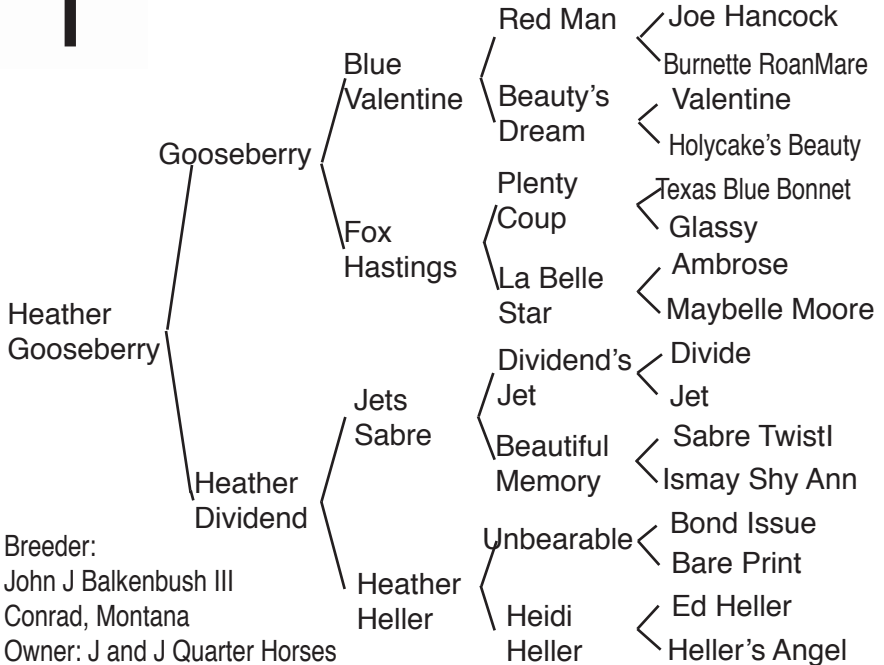 Heather
Gooseberry
Gooseberry
Blue
Valentine
Red Man
Joe Hancock
Burnette RoanMare
Beauty's
Dream
Valentine
Holycake's Beauty
Fox
Hastings
Plenty
Coup
Texas Blue Bonnet
Glassy
La Belle
Star
Ambrose
Maybelle Moore
Heather
Dividend
Jets
Sabre
Dividend's
Jet
Divide
Jet
Beautiful
Memory
Sabre TwistI
Ismay Shy Ann
Heather
Heller
Unbearable
Bond Issue
Bare Print
Heidi
Heller
Ed Heller
Heller's Angel
Breeder:
John J Balkenbush III
Conrad, Montana
Owner: J and J Quarter Horses